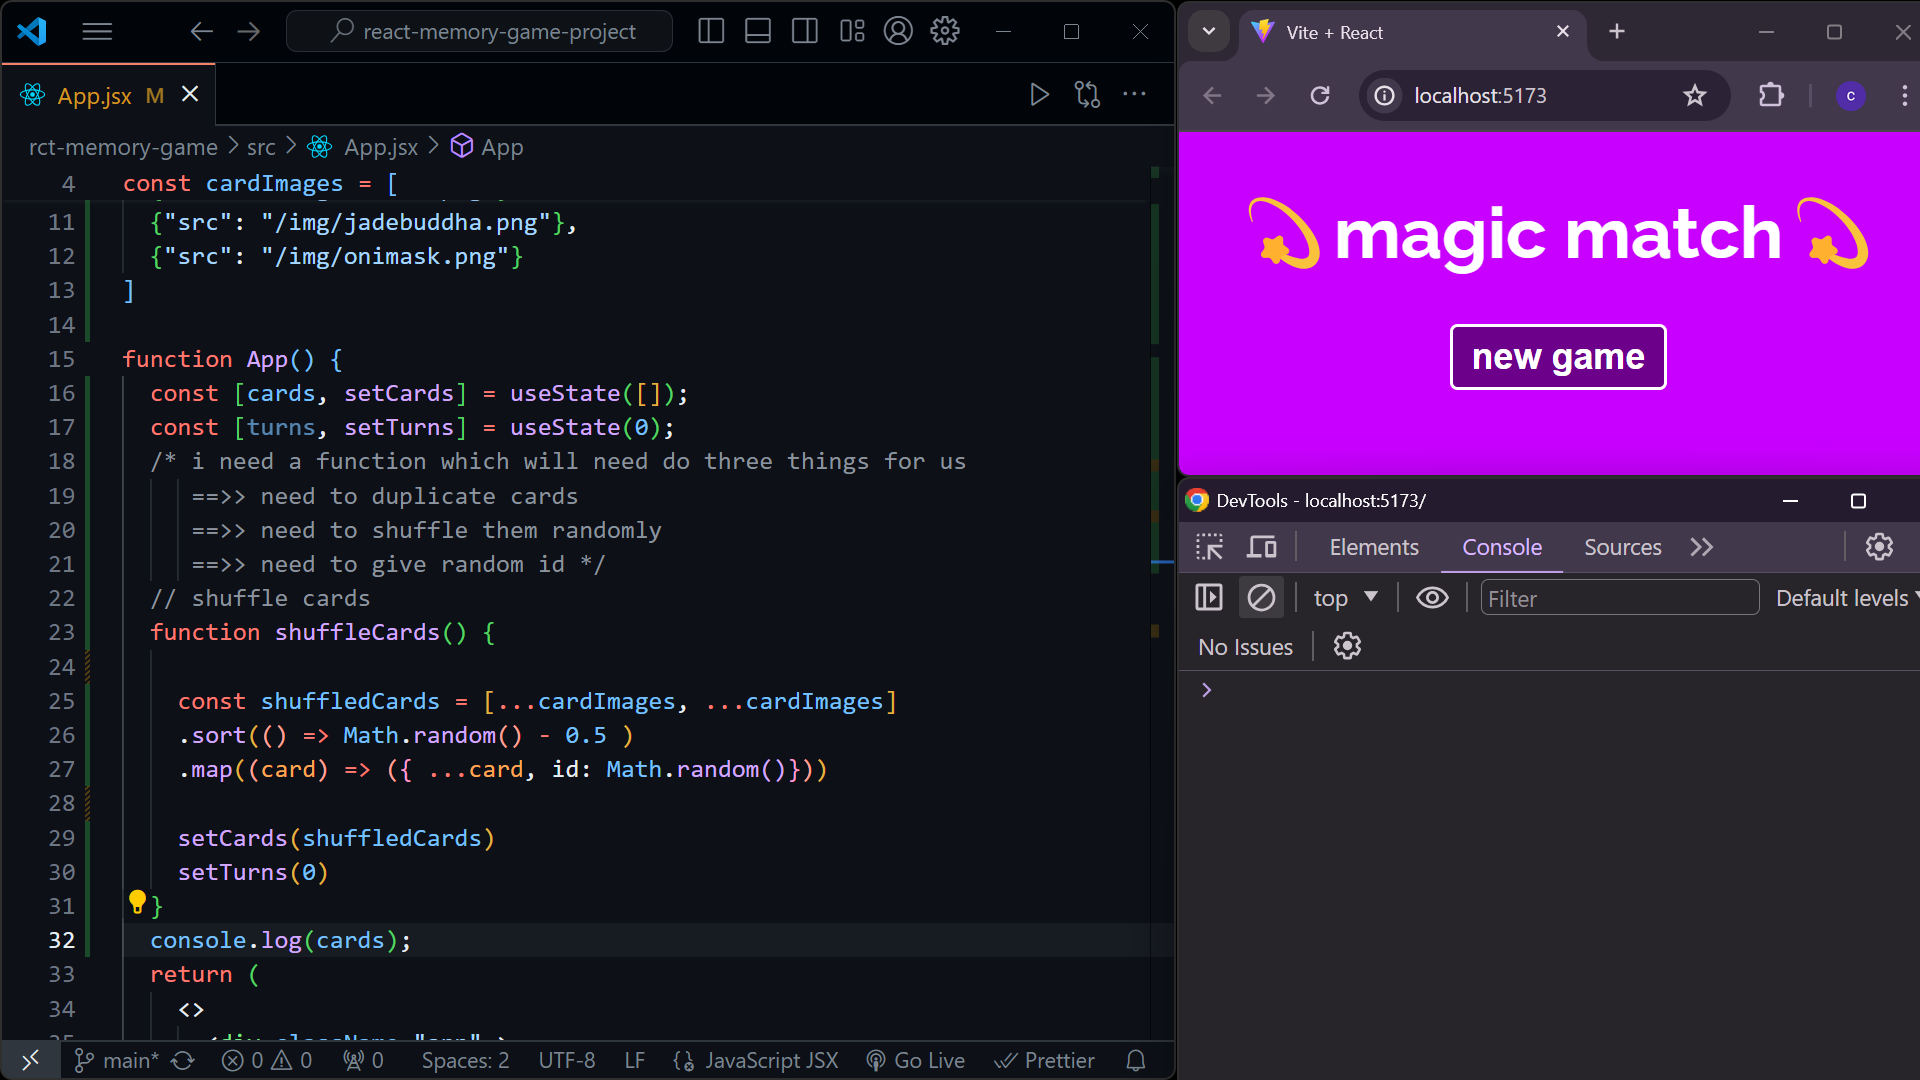 react-memory-game-project
App.jsx M
rct-memory-game > src > App.jsx > App
4 const cardImages = [
11 {"src": "/img/jadebuddha.png"},
12 {"src": "/img/onimask.png"}
13 ]
14
15 function App() {
16 const [cards, setCards] = useState([]);
17 const [turns, setTurns] = useState(0);
18 /* i need a function which will need do three things for us
19 ==>> need to duplicate cards
20 ==>> need to shuffle them randomly
21 ==>> need to give random id */
22 // shuffle cards
23 function shuffleCards() {
24
25 const shuffledCards = [...cardImages, ...cardImages]
26 .sort(() => Math.random() - 0.5 )
27 .map((card) => ({ ...card, id: Math.random()}))
28
29 setCards(shuffledCards)
30 setTurns(0)
31 }
32 console.log(cards);
33 return (
34 <>
main* 0 0 0 Spaces: 2 UTF-8 LF JavaScript JSX Go Live Prettier
Vite + React
localhost:5173 c
magic match
new game
DevTools - localhost:5173/
Elements Console Sources
top Filter Default levels
No Issues